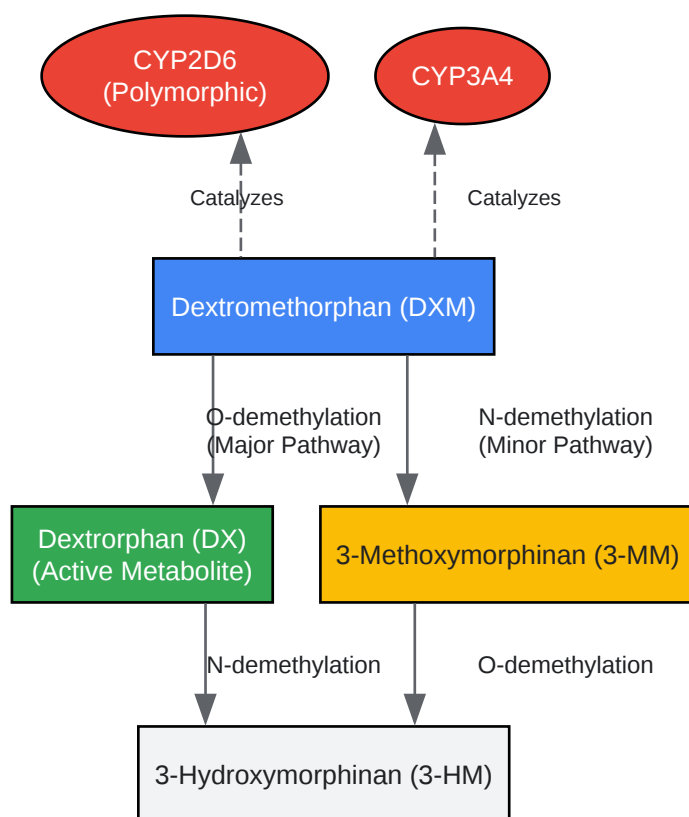 CYP2D6
(Polymorphic)
CYP3A4
Catalyzes
Catalyzes
Dextromethorphan (DXM)
O-demethylation
(Major Pathway)
N-demethylation
(Minor Pathway)
Dextrorphan (DX)
(Active Metabolite)
3-Methoxymorphinan (3-MM)
N-demethylation
O-demethylation
3-Hydroxymorphinan (3-HM)